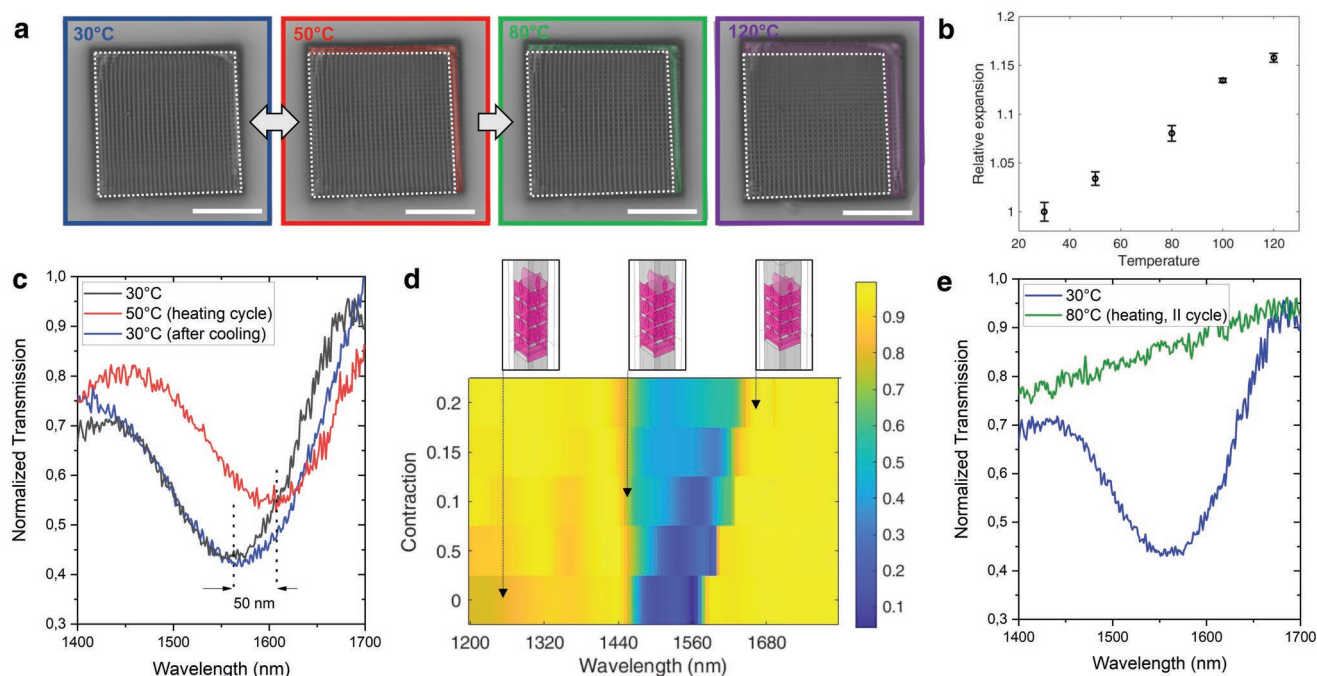 a
30°C
50°C
80°C
120°C
b
Relative expansion
1.15
1.1
1.05
1
20
40
60
80
100
120
Temperature
c
Normalized Transmission
1,0
0,9
0,8
0,7
0,6
0,5
0,4
0,3
30°C
50°C (heating cycle)
30°C (after cooling)
50 nm
1400
1500
1600
1700
Wavelength (nm)
d
Contraction
0.2
0.15
0.1
0.5
0
1200
1320
1440
1560
1680
Wavelength (nm)
0.9
0.8
0.7
0.6
0.5
0.4
0.3
0.2
0.1
e
Normalized Transmission
1,0
0,9
0,8
0,7
0,6
0,5
0,4
0,3
30°C
80°C (heating, II cycle)
1400
1500
1600
1700
Wavelength (nm)